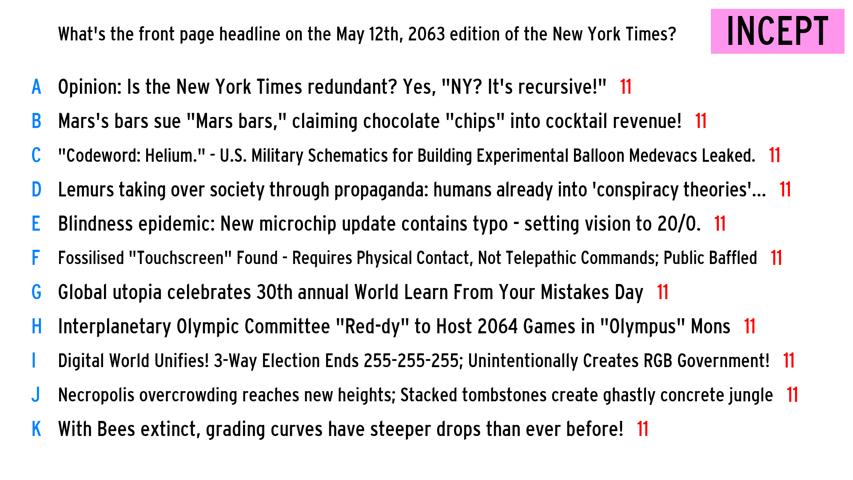 What's the front page headline on the May 12th, 2063 edition of the New York Times?
INCEPT
A Opinion: Is the New York Times redundant? Yes, "NY? It's recursive!" 11
B Mars's bars sue "Mars bars," claiming chocolate "chips" into cocktail revenue! 11
C "Codeword: Helium." - U.S. Military Schematics for Building Experimental Balloon Medevacs Leaked. 11
D Lemurs taking over society through propaganda: humans already into 'conspiracy theories'... 11
E Blindness epidemic: New microchip update contains typo - setting vision to 20/0. 11
F Fossilised "Touchscreen" Found - Requires Physical Contact, Not Telepathic Commands; Public Baffled 11
G Global utopia celebrates 30th annual World Learn From Your Mistakes Day 11
H Interplanetary Olympic Committee "Red-dy" to Host 2064 Games in "Olympus" Mons 11
I Digital World Unifies! 3-Way Election Ends 255-255-255; Unintentionally Creates RGB Government! 11
J Necropolis overcrowding reaches new heights; Stacked tombstones create ghastly concrete jungle 11
K With Bees extinct, grading curves have steeper drops than ever before! 11